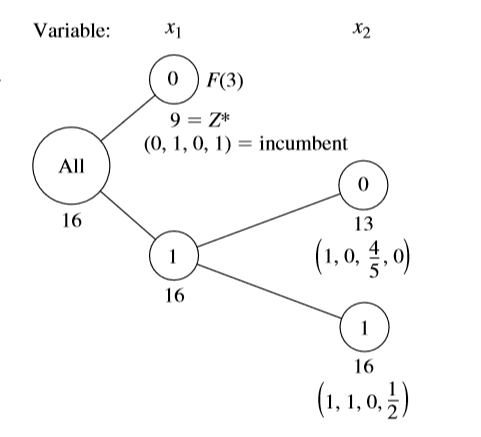 Variable: x₁ x₂
0 F(3)
9 = Z*
(0, 1, 0, 1) = incumbent
All
16
0
13
(1, 0, 4/5, 0)
1
16
1
16
(1, 1, 0, 1/2)